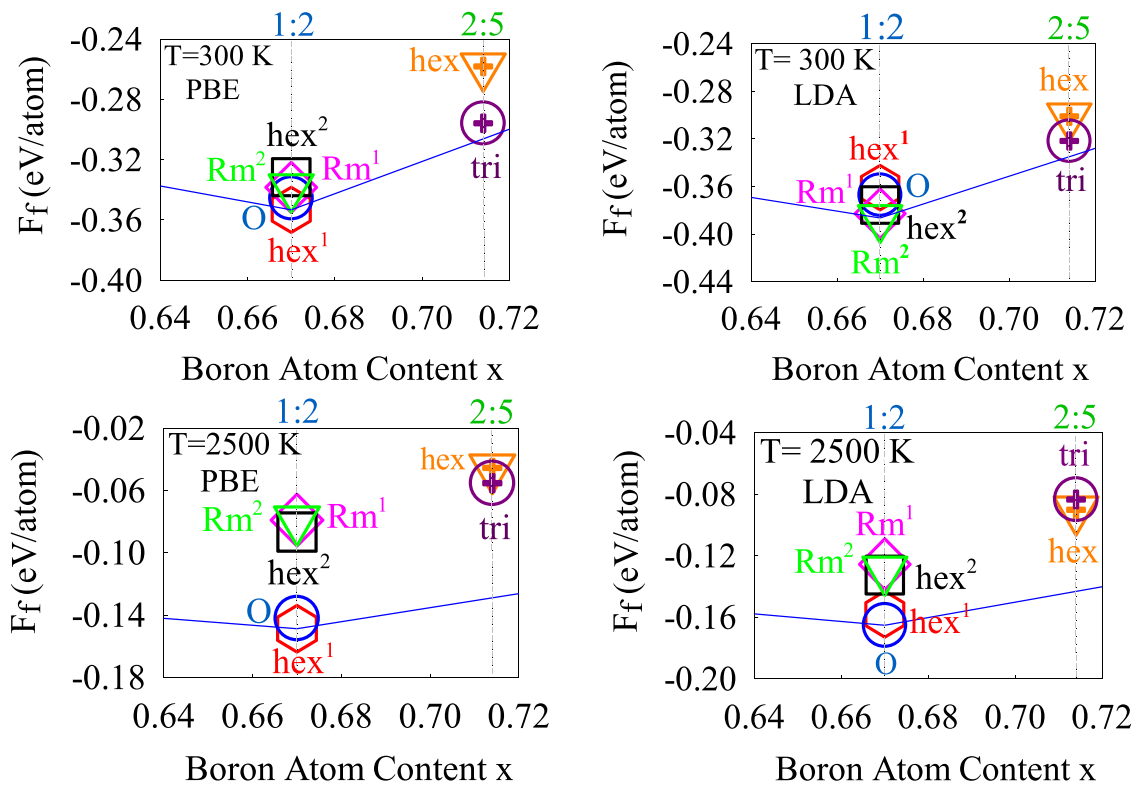 1:2 2:5
-0.24
T=300 K
PBE
hex
-0.28
hex²
-0.32
Rm² Rm¹
tri
-0.36
O
hex¹
-0.40
F_f (eV/atom)
0.64 0.66 0.68 0.70 0.72
Boron Atom Content x
1:2 2:5
-0.24
T= 300 K
LDA
hex
-0.28
-0.32
hex¹
tri
-0.36
Rm¹ O
-0.40
hex²
Rm²
-0.44
F_f (eV/atom)
0.64 0.66 0.68 0.70 0.72
Boron Atom Content x
1:2 2:5
-0.02
T=2500 K
PBE
hex
-0.06
Rm² Rm¹
tri
-0.10
hex²
O
-0.14
hex¹
-0.18
F_f (eV/atom)
0.64 0.66 0.68 0.70 0.72
Boron Atom Content x
1:2 2:5
-0.04
T= 2500 K
LDA
tri
-0.08
Rm¹
hex
-0.12
Rm² hex²
-0.16
hex¹
O
-0.20
F_f (eV/atom)
0.64 0.66 0.68 0.70 0.72
Boron Atom Content x